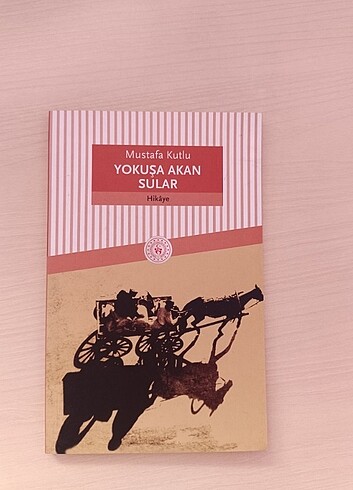 Mustafa Kutlu
YOKUŞA AKAN
SULAR
Hikâye